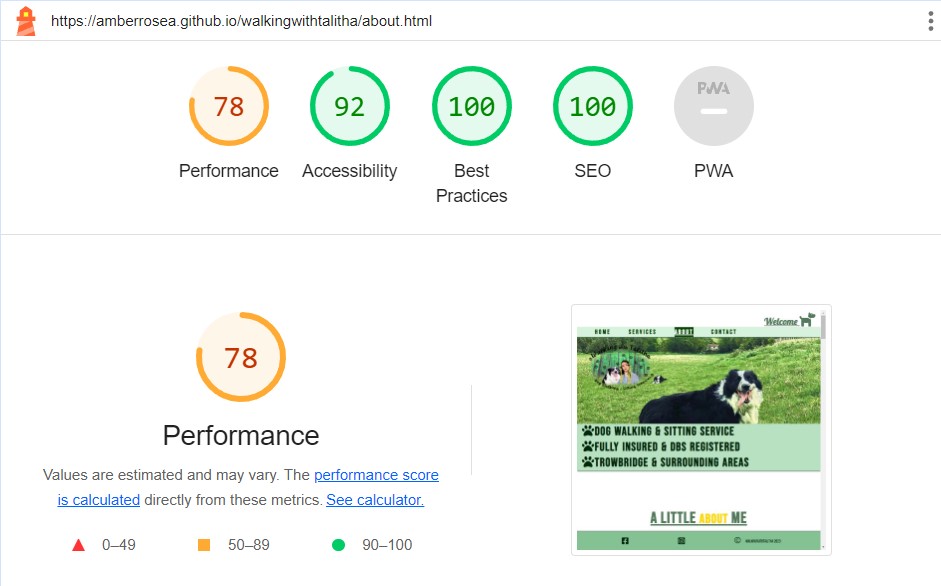 https://amberrosea.github.io/walkingwithtalitha/about.html
78
92
100
100
PWA
Performance
Accessibility
Best
Practices
SEO
PWA
78
Performance
Values are estimated and may vary. The performance score
is calculated directly from these metrics. See calculator.
0–49
50–89
90–100
Welcome
HOME SERVICES ABOUT CONTACT
DOG WALKING & SITTING SERVICE
FULLY INSURED & DBS REGISTERED
TROWBRIDGE & SURROUNDING AREAS
A LITTLE ABOUT ME